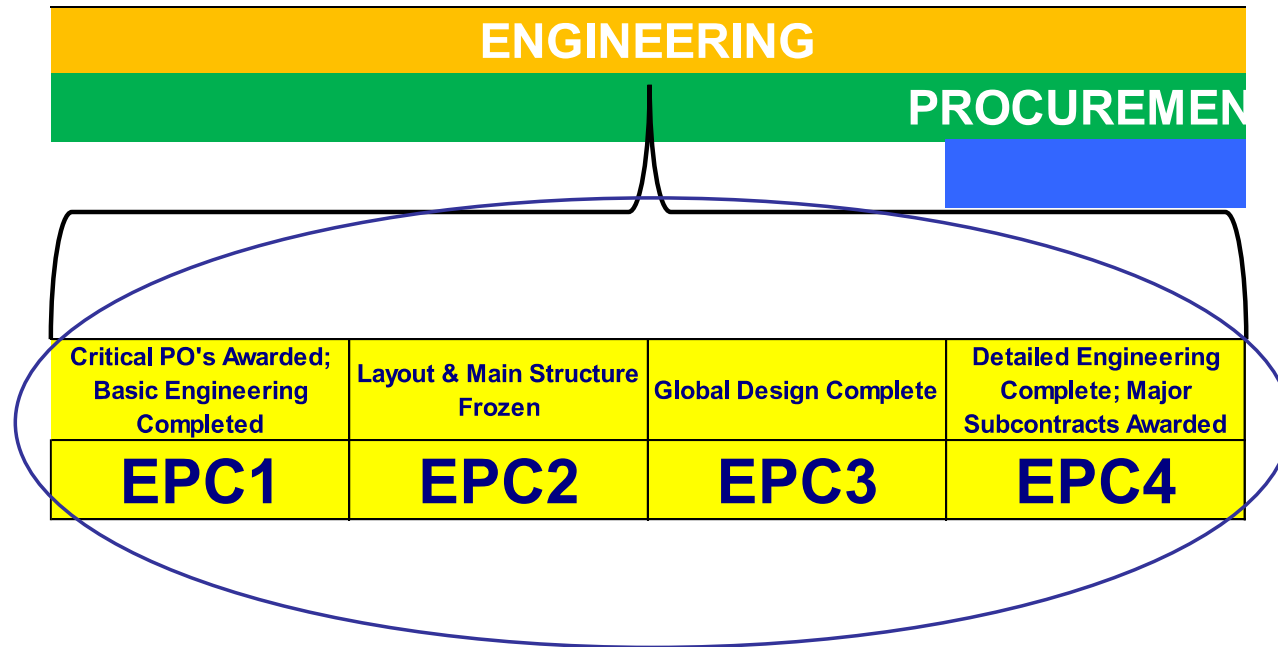 ENGINEERING
PROCUREMEN
Critical PO's Awarded;
Basic Engineering
Completed
Layout & Main Structure
Frozen
Global Design Complete
Detailed Engineering
Complete; Major
Subcontracts Awarded
EPC1
EPC2
EPC3
EPC4